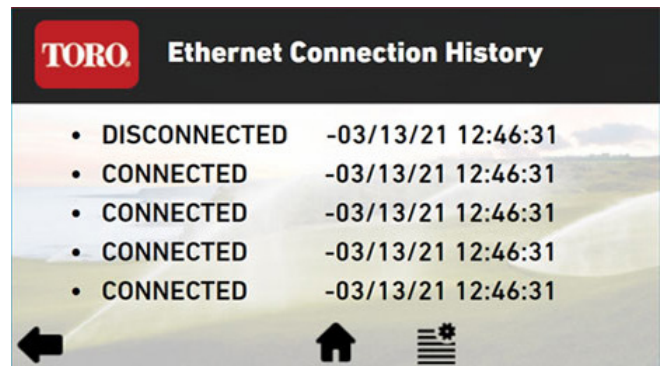 TORO. Ethernet Connection History
• DISCONNECTED -03/13/21 12:46:31
• CONNECTED -03/13/21 12:46:31
• CONNECTED -03/13/21 12:46:31
• CONNECTED -03/13/21 12:46:31
• CONNECTED -03/13/21 12:46:31